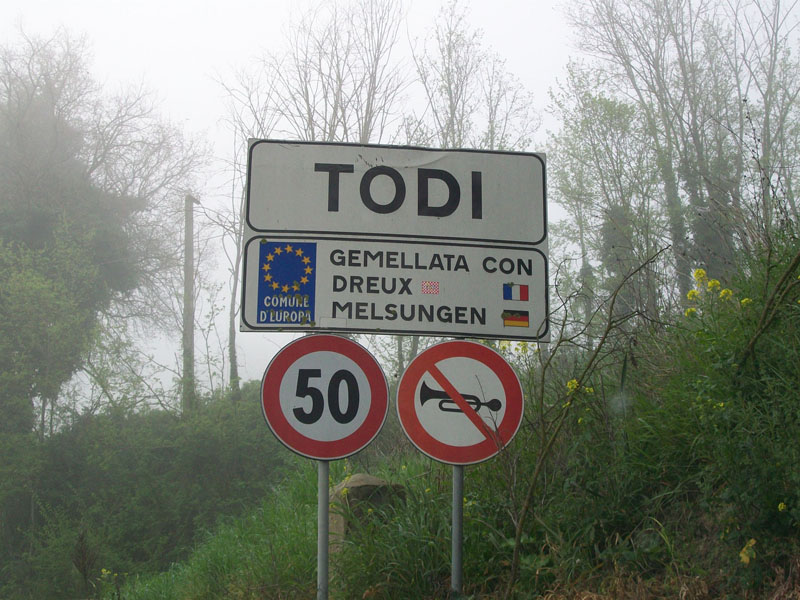 TODI
GEMELLATA CON
DREUX
MELSUNGEN
COMUNE
D'EUROPA
50